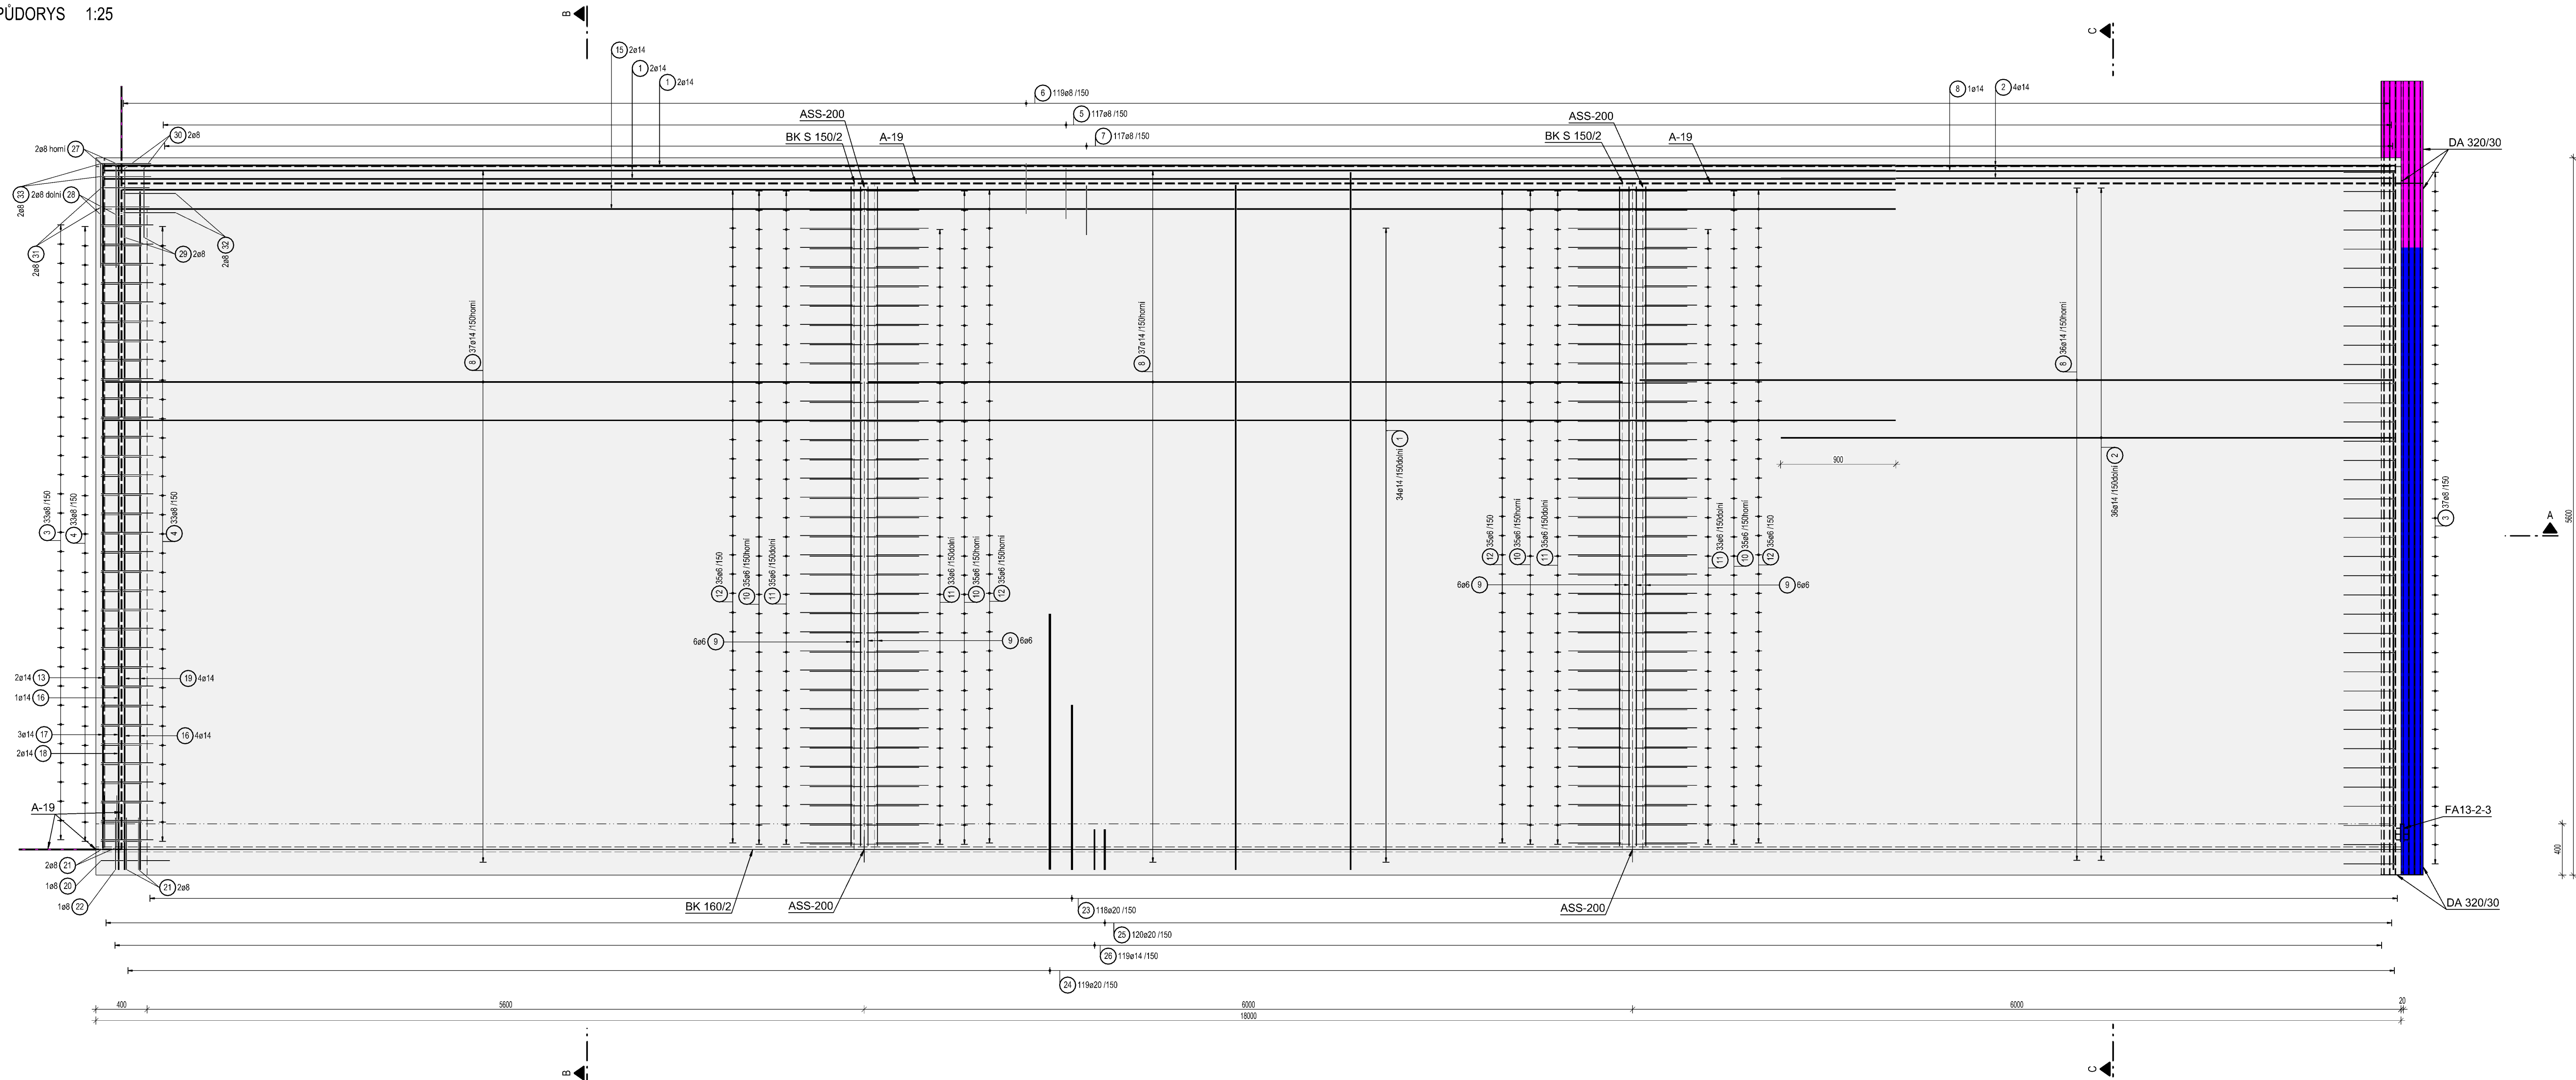 PŮDORYS 1:25
B
C
15 2ø14
1 2ø14
1 2ø14
6 119ø8 /150
8 1ø14
2 4ø14
5 117ø8 /150
7 117ø8 /150
ASS-200
BK S 150/2
A-19
ASS-200
BK S 150/2
A-19
DA 320/30
30 2ø8
2ø8 horní 27
2ø8 33
2ø8 dolní 28
2ø8 31
29 2ø8
2ø8 32
8 37ø14 /150horní
8 37ø14 /150horní
8 36ø14 /150horní
34ø14 /150dolní 1
36ø14 /150dolní 2
900
3 33ø8 /150
4 33ø8 /150
4 33ø8 /150
3 37ø8 /150
5600
A
12 35ø6 /150
10 35ø6 /150horní
11 35ø6 /150dolní
11 33ø6 /150dolní
10 35ø6 /150horní
12 35ø6 /150horní
12 35ø6 /150
10 35ø6 /150horní
11 35ø6 /150dolní
11 33ø6 /150dolní
10 35ø6 /150horní
12 35ø6 /150
6ø6 9
9 6ø6
6ø6 9
9 6ø6
2ø14 13
19 4ø14
1ø14 16
3ø14 17
16 4ø14
2ø14 18
A-19
FA13-2-3
400
2ø8 21
1ø8 20
21 2ø8
1ø8 22
BK 160/2
ASS-200
ASS-200
DA 320/30
23 118ø20 /150
25 120ø20 /150
26 119ø14 /150
24 119ø20 /150
400
5600
6000
6000
20
18000
B
C